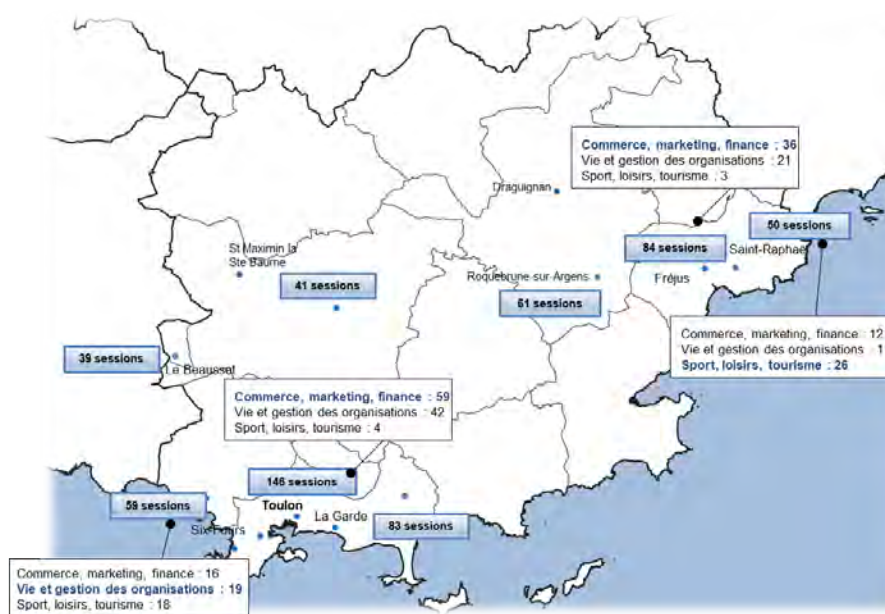 Commerce, marketing, finance : 36
Vie et gestion des organisations : 21
Sport, loisirs, tourisme : 3
Draguignan
50 sessions
84 sessions
Saint-Raphaël
St Maximin la
Ste Baume
Roquebrune-sur-Argens
Fréjus
41 sessions
61 sessions
Commerce, marketing, finance : 12
Vie et gestion des organisations : 1
Sport, loisirs, tourisme : 26
39 sessions
Le Beausset
Commerce, marketing, finance : 59
Vie et gestion des organisations : 42
Sport, loisirs, tourisme : 4
146 sessions
59 sessions
Toulon
La Garde
83 sessions
Six-Fours
Commerce, marketing, finance : 16
Vie et gestion des organisations : 19
Sport, loisirs, tourisme : 18